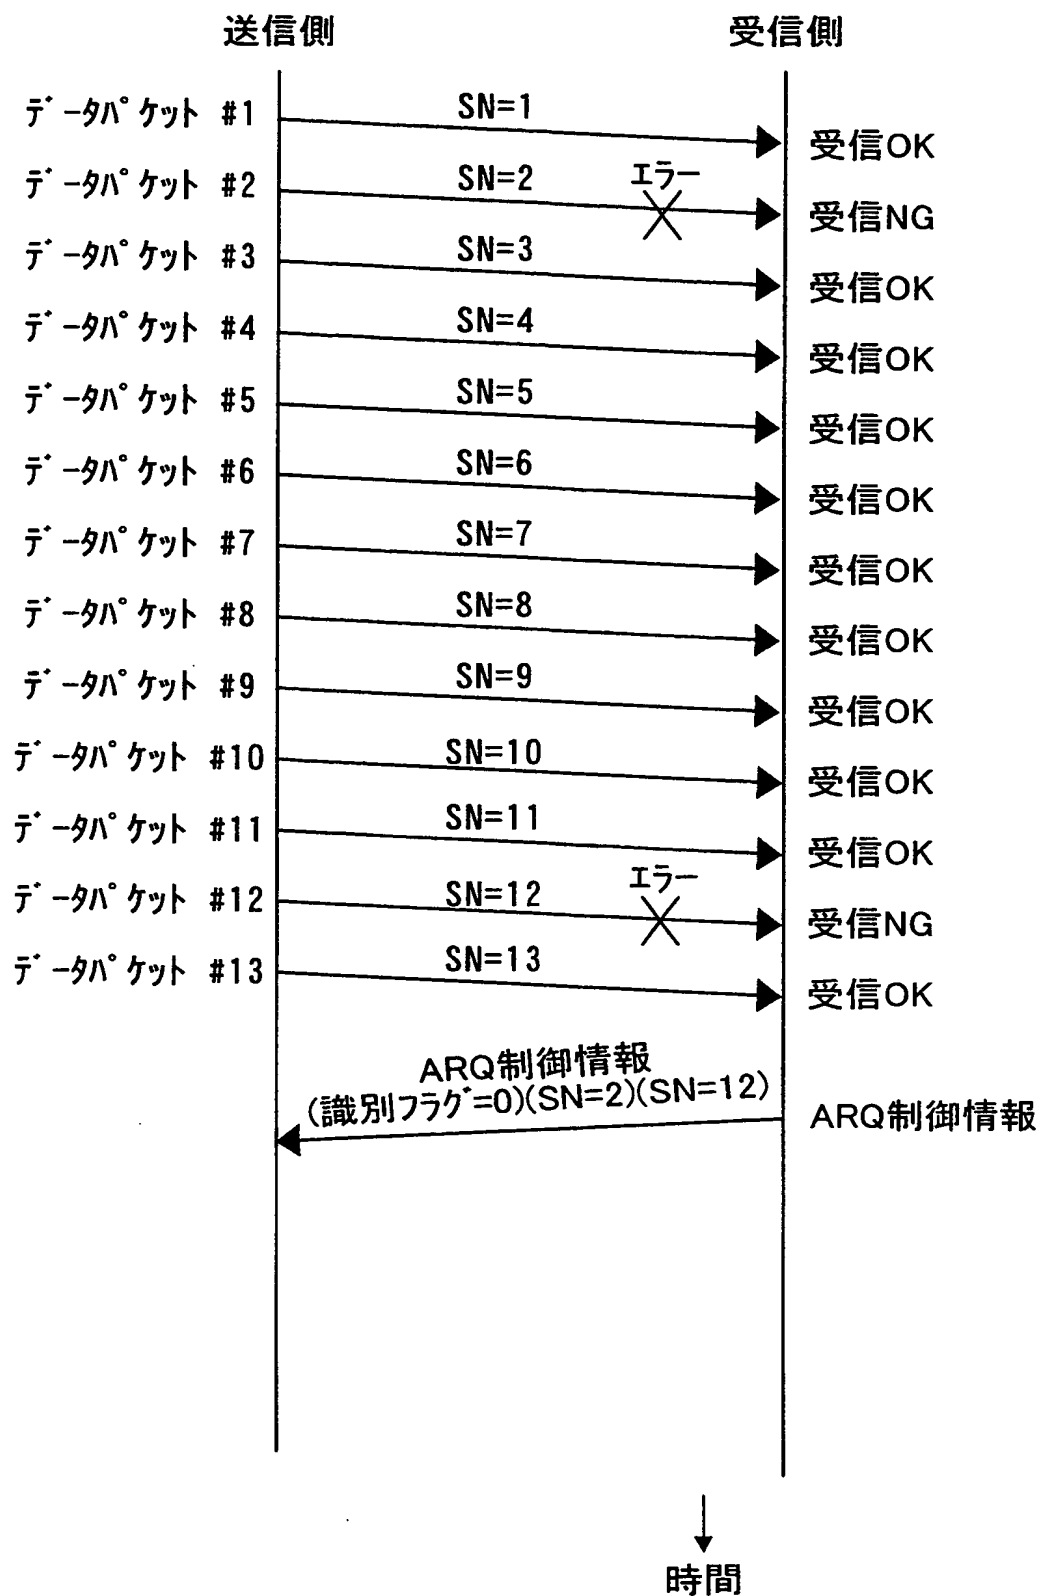 送信側 受信側
データパケット #1 SN=1 受信OK
データパケット #2 SN=2 エラー 受信NG
データパケット #3 SN=3 受信OK
データパケット #4 SN=4 受信OK
データパケット #5 SN=5 受信OK
データパケット #6 SN=6 受信OK
データパケット #7 SN=7 受信OK
データパケット #8 SN=8 受信OK
データパケット #9 SN=9 受信OK
データパケット #10 SN=10 受信OK
データパケット #11 SN=11 受信OK
データパケット #12 SN=12 エラー 受信NG
データパケット #13 SN=13 受信OK
ARQ制御情報
(識別フラグ=0)(SN=2)(SN=12) ARQ制御情報
時間